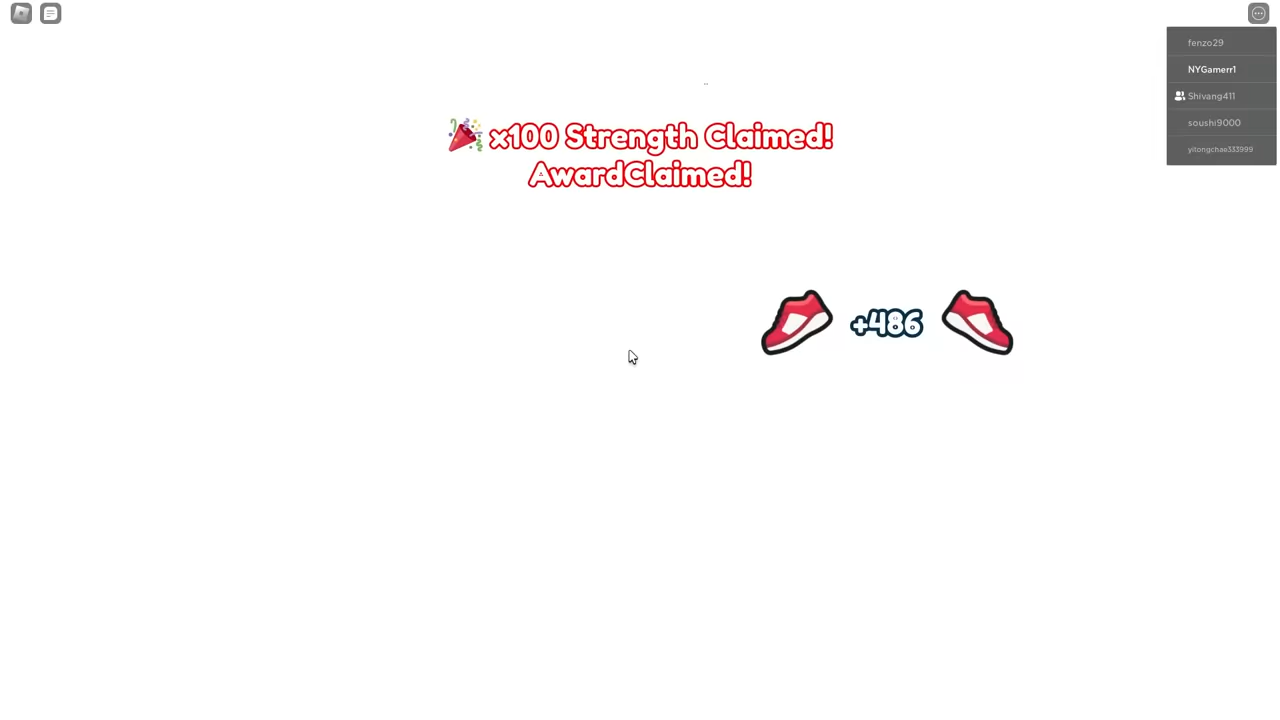 fenzo29
NYGamerr1
Shivang411
soushi9000
yitongchae333999
🎉 x100 Strength Claimed!
AwardClaimed!
+486